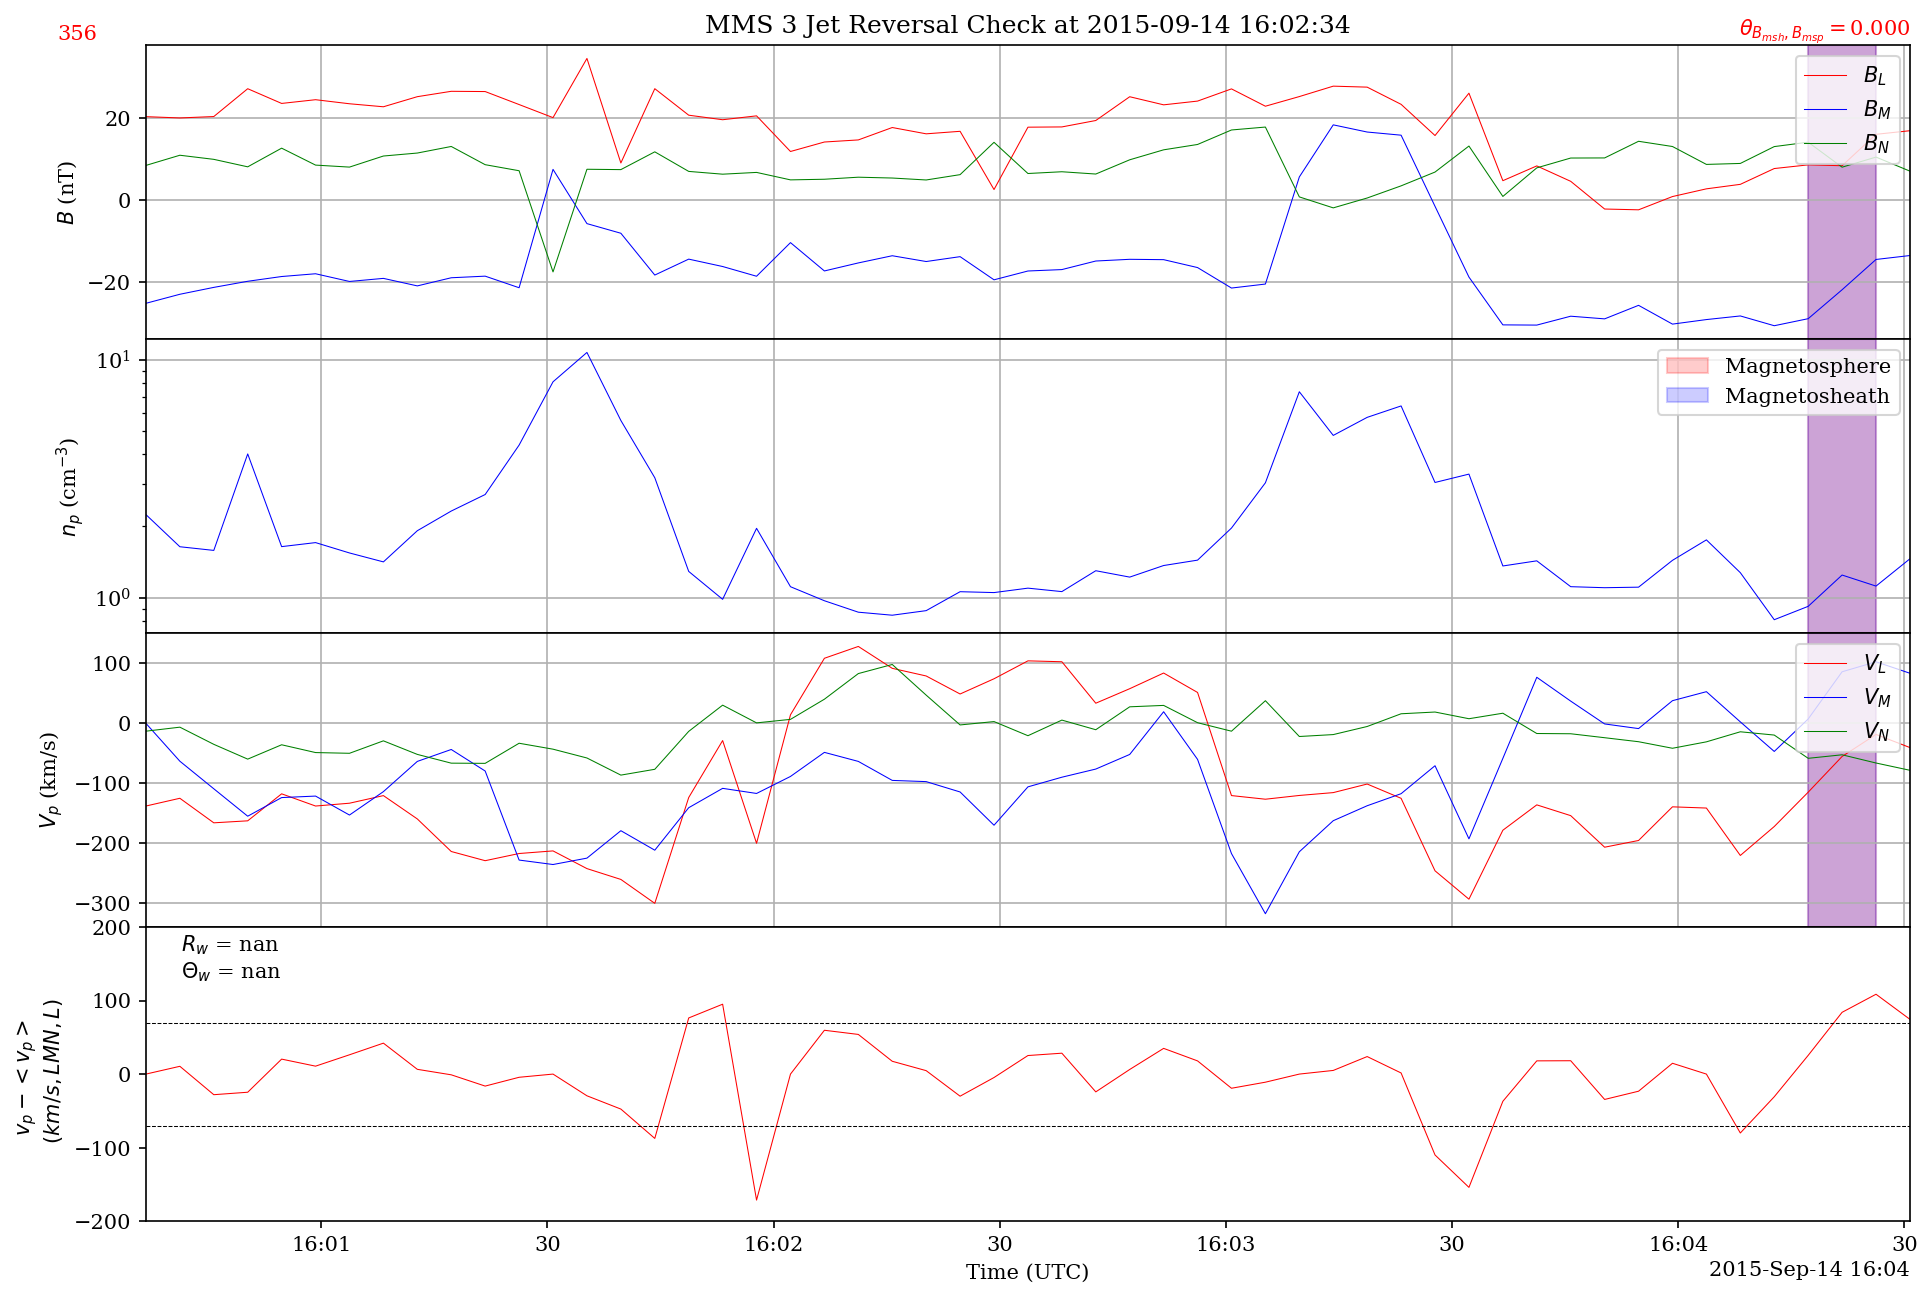 MMS 3 Jet Reversal Check at 2015-09-14 16:02:34
356
θ_{B_{msh}, B_{msp}} = 0.000
20
0
−20
B (nT)
B_L
B_M
B_N
10^1
10^0
n_p (cm^{−3})
Magnetosphere
Magnetosheath
100
0
−100
−200
−300
V_p (km/s)
V_L
V_M
V_N
200
100
0
−100
−200
v_p − < v_p >
(km/s, LMN, L)
R_w = nan
Θ_w = nan
16:01
30
16:02
30
16:03
30
16:04
30
Time (UTC)
2015-Sep-14 16:04